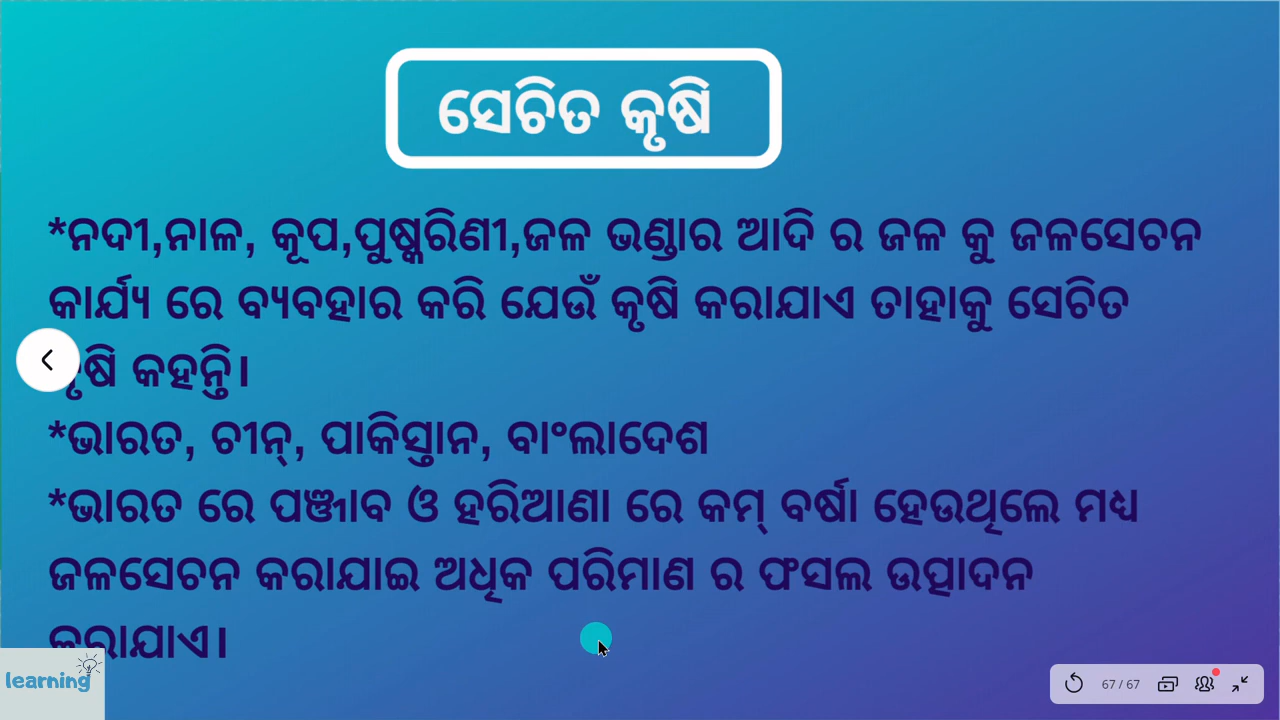 ସେଚିତ କୃଷି
*ନଦୀ,ନାଳ, କୂପ,ପୁଷ୍କରିଣୀ,ଜଳ ଭଣ୍ଡାର ଆଦି ର ଜଳ କୁ ଜଳସେଚନ
କାର୍ଯ୍ୟ ରେ ବ୍ୟବହାର କରି ଯେଉଁ କୃଷି କରାଯାଏ ତାହାକୁ ସେଚିତ
କୃଷି କହନ୍ତି।
*ଭାରତ, ଚୀନ୍, ପାକିସ୍ତାନ, ବାଂଲାଦେଶ
*ଭାରତ ରେ ପଞ୍ଜାବ ଓ ହରିଆଣା ରେ କମ୍ ବର୍ଷା ହେଉଥିଲେ ମଧ୍ୟ
ଜଳସେଚନ କରାଯାଇ ଅଧିକ ପରିମାଣ ର ଫସଲ ଉତ୍ପାଦନ
କରାଯାଏ।
learning
67 / 67